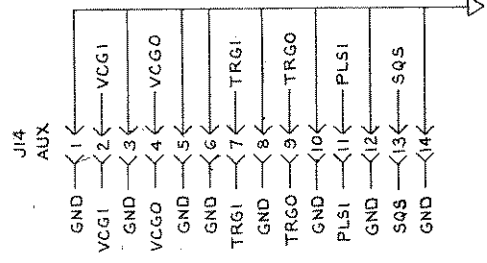 J14
AUX
GND 1
VCGI 2 VCGI
GND 3
VCGO 4 VCGO
GND 5
GND 6
TRGI 7 TRGI
GND 8
TRGO 9 TRGO
GND 10
PLSI 11 PLSI
GND 12
SQS 13 SQS
GND 14